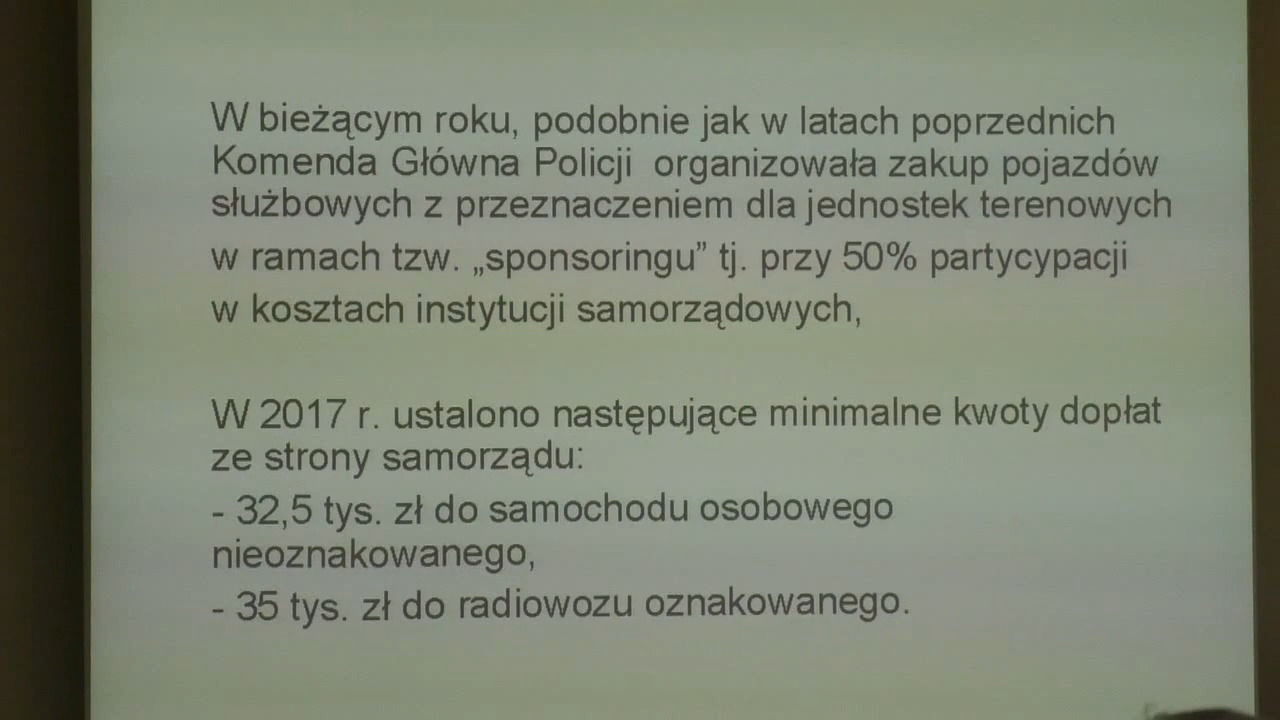 W bieżącym roku, podobnie jak w latach poprzednich
Komenda Główna Policji organizowała zakup pojazdów
służbowych z przeznaczeniem dla jednostek terenowych
w ramach tzw. „sponsoringu” tj. przy 50% partycypacji
w kosztach instytucji samorządowych,
W 2017 r. ustalono następujące minimalne kwoty dopłat
ze strony samorządu:
- 32,5 tys. zł do samochodu osobowego
nieoznakowanego,
- 35 tys. zł do radiowozu oznakowanego.